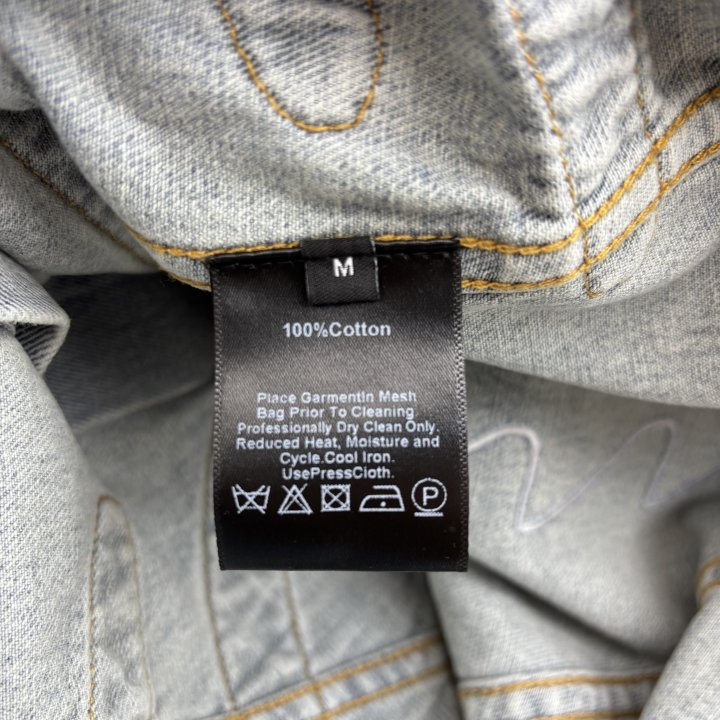 M
100%Cotton
Place GarmentIn Mesh
Bag Prior To Cleaning
Professionally Dry Clean Only.
Reduced Heat, Moisture and
Cycle.Cool Iron.
UsePressCloth.
P